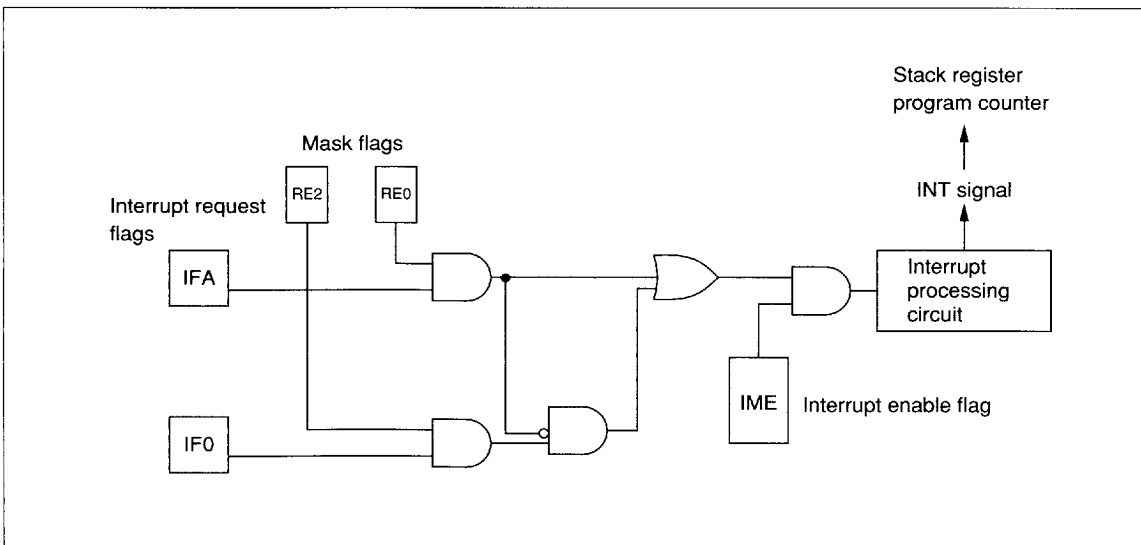 Stack register
program counter
Mask flags
RE2
RE0
INT signal
Interrupt request
flags
IFA
Interrupt
processing
circuit
IME
Interrupt enable flag
IF0